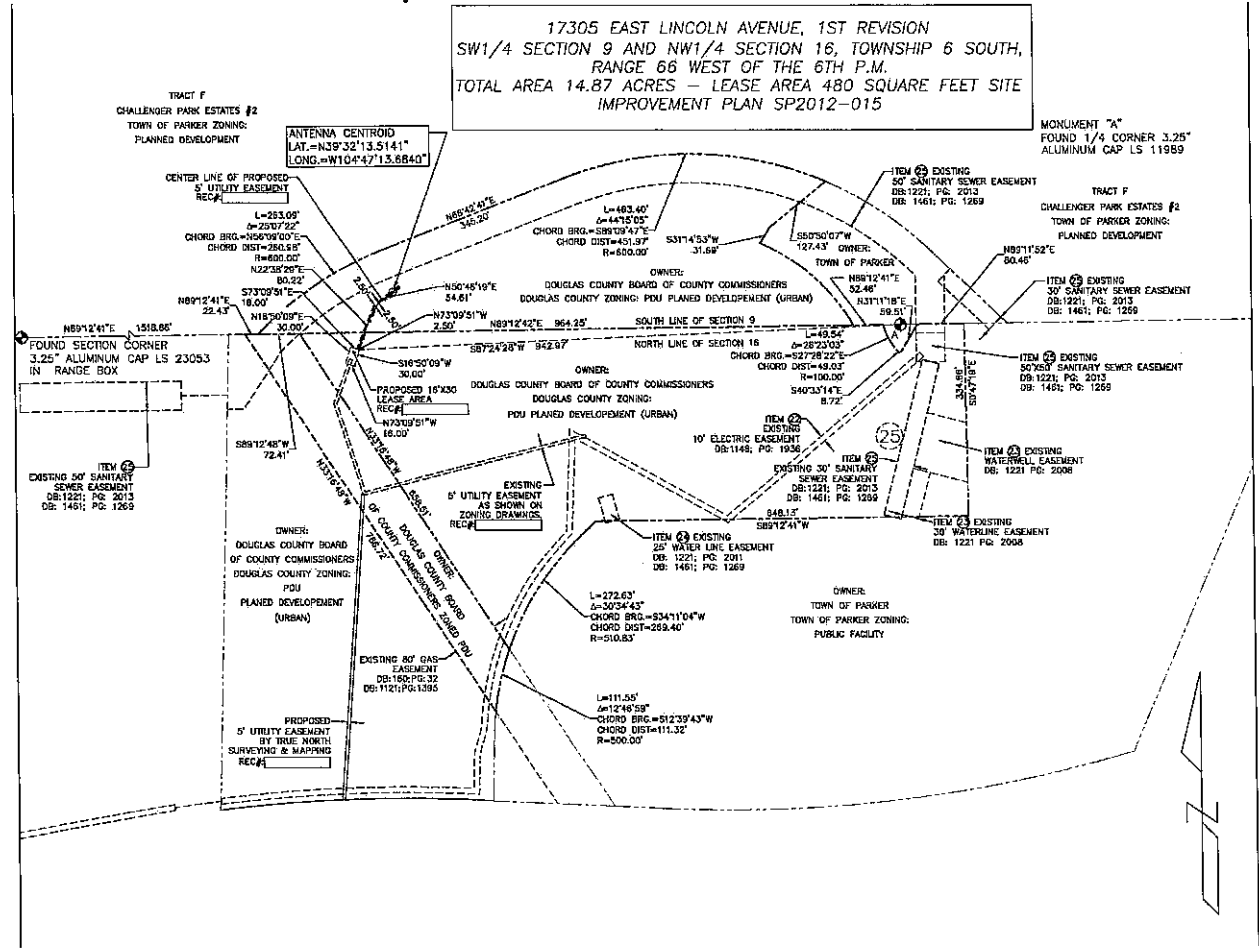 17305 EAST LINCOLN AVENUE, 1ST REVISION
SW1/4 SECTION 9 AND NW1/4 SECTION 16, TOWNSHIP 6 SOUTH,
RANGE 66 WEST OF THE 6TH P.M.
TOTAL AREA 14.87 ACRES — LEASE AREA 480 SQUARE FEET SITE
IMPROVEMENT PLAN SP2012-015
TRACT F
CHALLENGER PARK ESTATES #2
TOWN OF PARKER ZONING:
PLANNED DEVELOPMENT
ANTENNA CENTROID
LAT.=N39°32'13.5141"
LONG.=W104°47'13.6640"
MONUMENT "A"
FOUND 1/4 CORNER 3.25"
ALUMINUM CAP LS 11989
CENTER LINE OF PROPOSED
5' UTILITY EASEMENT
REC#:
L=263.09'
Δ=25°07'22"
CHORD BRG.=N56°09'00"E
CHORD DIST=260.98'
R=600.00'
N22°38'29"E
80.22'
S73°09'51"E
18.00'
N16°50'09"E
30.00'
N89°12'41"E
22.43'
N68°42'41"E
345.20'
L=463.40'
Δ=44°15'05"
CHORD BRG.=S89°09'47"E
CHORD DIST=451.97'
R=600.00'
S31°14'53"W
31.69'
S50°50'07"W
127.43'
OWNER:
TOWN OF PARKER
ITEM 25 EXISTING
50' SANITARY SEWER EASEMENT
DB:1221; PG: 2013
DB: 1461; PG: 1269
TRACT F
CHALLENGER PARK ESTATES #2
TOWN OF PARKER ZONING:
PLANNED DEVELOPMENT
N89°11'52"E
80.46'
ITEM 25 EXISTING
30' SANITARY SEWER EASEMENT
DB:1221; PG: 2013
DB: 1461; PG: 1269
OWNER:
DOUGLAS COUNTY BOARD OF COUNTY COMMISSIONERS
DOUGLAS COUNTY ZONING: PDU PLANED DEVELOPEMENT (URBAN)
N89°12'41"E
52.46'
N31°11'18"E
59.51'
2.50'
2.50'
N50°46'19"E
54.61'
N73°09'51"W
2.50'
N89°12'41"E 1518.66'
FOUND SECTION CORNER
3.25" ALUMINUM CAP LS 23053
IN RANGE BOX
N89°12'42"E 964.25'
SOUTH LINE OF SECTION 9
S87°24'26"W 942.97'
NORTH LINE OF SECTION 16
A
L=49.54'
Δ=28°23'03"
CHORD BRG.=S27°28'22"E
CHORD DIST=49.03'
R=100.00'
S40°33'14"E
8.72'
S16°50'09"W
30.00'
PROPOSED 16'X30
LEASE AREA
REC#:
N73°09'51"W
16.00'
OWNER:
DOUGLAS COUNTY BOARD OF COUNTY COMMISSIONERS
DOUGLAS COUNTY ZONING:
PDU PLANED DEVELOPEMENT (URBAN)
334.66'
S0°47'19"E
ITEM 25 EXISTING
50'X50' SANITARY SEWER EASEMENT
DB:1221; PG: 2013
DB: 1461; PG: 1269
S89°12'48"W
72.41'
ITEM 25
EXISTING 50' SANITARY
SEWER EASEMENT
DB:1221; PG: 2013
DB: 1461; PG: 1269
N33°16'48"W
N33°16'48"W
838.51'
766.72'
ITEM 22
EXISTING
10' ELECTRIC EASEMENT
DB:1148; PG: 1936
25
ITEM 25
EXISTING 30' SANITARY
SEWER EASEMENT
DB:1221; PG: 2013
DB: 1461; PG: 1269
ITEM 23 EXISTING
WATERWELL EASEMENT
DB: 1221 PG: 2008
EXISTING
5' UTILITY EASEMENT
AS SHOWN ON
ZONING DRAWINGS
REC#:
648.13'
S89°12'41"W
ITEM 23 EXISTING
30' WATERLINE EASEMENT
DB: 1221 PG: 2008
ITEM 24 EXISTING
25' WATER LINE EASEMENT
DB: 1221; PG: 2011
DB: 1461; PG: 1269
OWNER:
DOUGLAS COUNTY BOARD
OF COUNTY COMMISSIONERS
DOUGLAS COUNTY ZONING:
PDU
PLANED DEVELOPEMENT
(URBAN)
OWNER:
DOUGLAS COUNTY BOARD
OF COUNTY COMMISSIONERS ZONED PDU
L=272.63'
Δ=30°34'43"
CHORD BRG.=S34°11'04"W
CHORD DIST=269.40'
R=510.83'
OWNER:
TOWN OF PARKER
TOWN OF PARKER ZONING:
PUBLIC FACILITY
EXISTING 80' GAS
EASEMENT
DB:160;PG:32
DB:1121;PG:1395
L=111.55'
Δ=12°46'59"
CHORD BRG.=S12°39'43"W
CHORD DIST=111.32'
R=500.00'
PROPOSED
5' UTILITY EASEMENT
BY TRUE NORTH
SURVEYING & MAPPING
REC#: